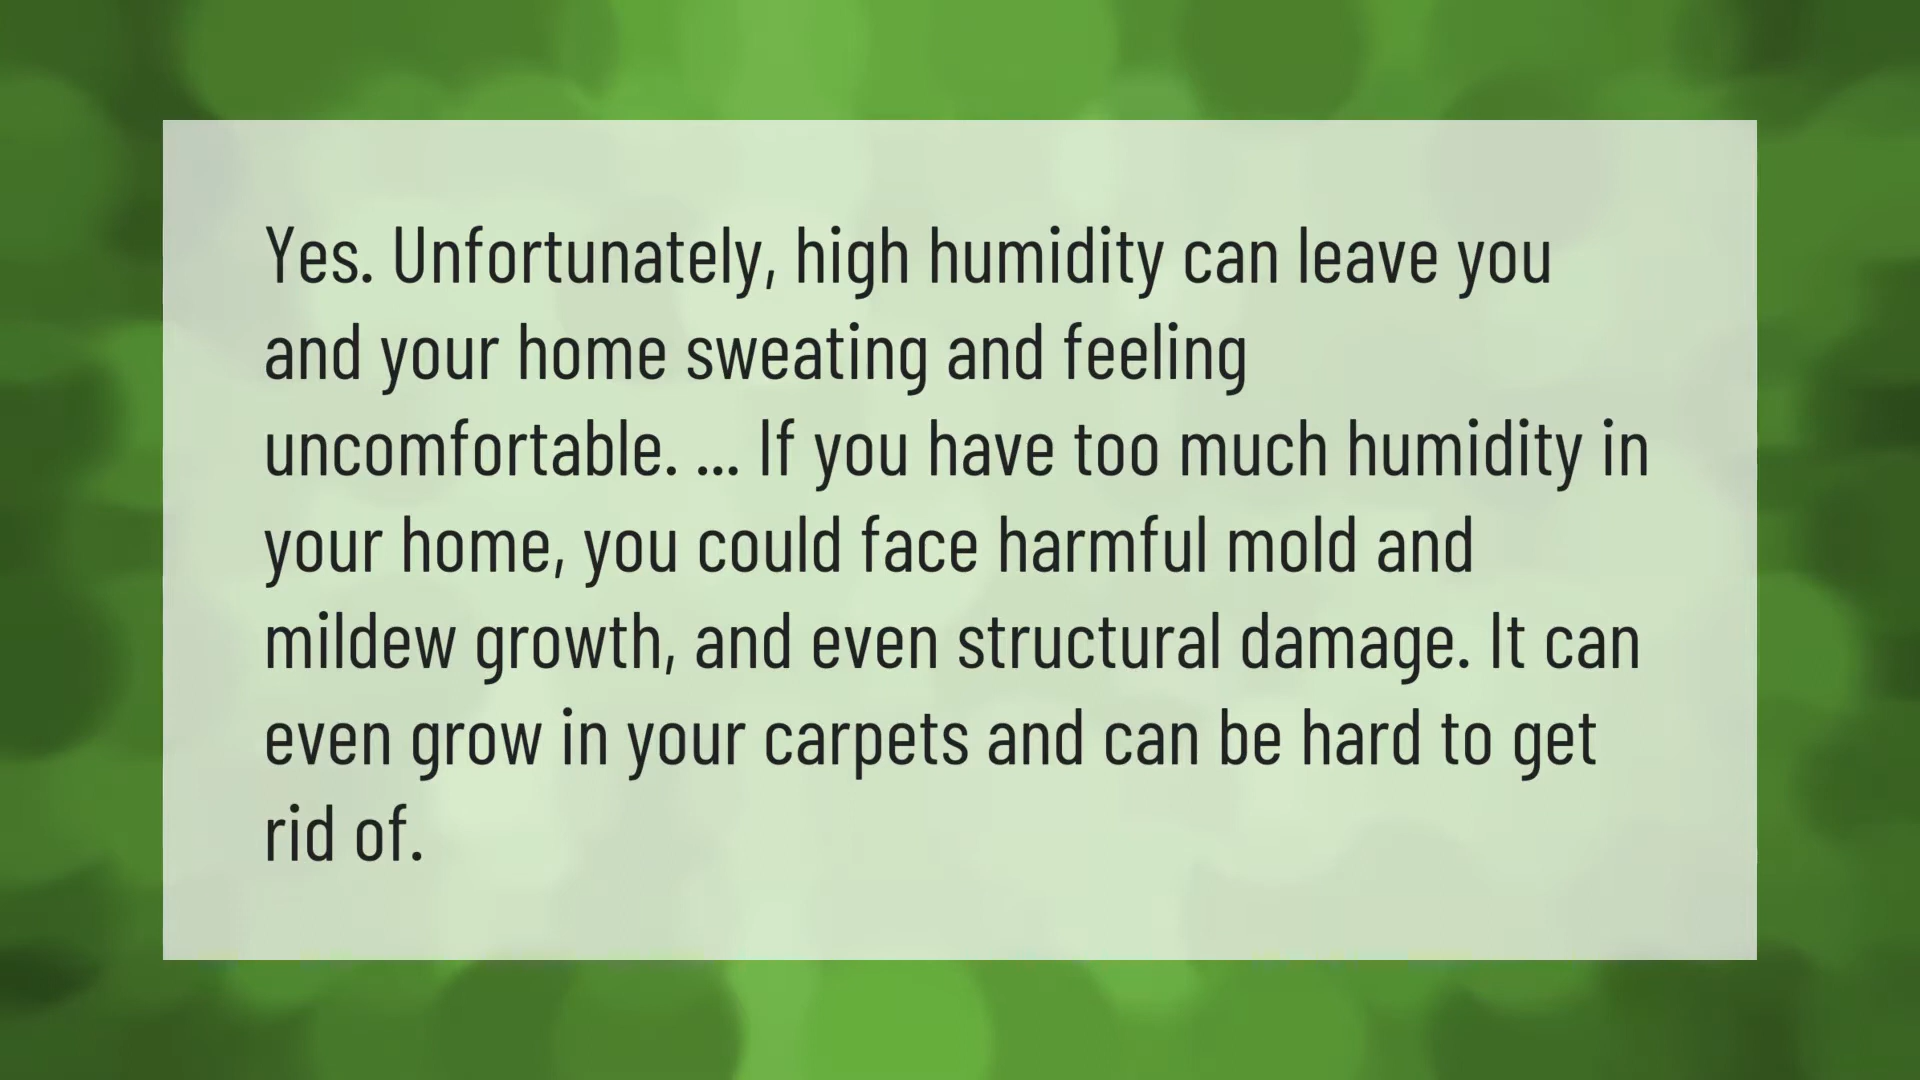 Yes. Unfortunately, high humidity can leave you
and your home sweating and feeling
uncomfortable. ... If you have too much humidity in
your home, you could face harmful mold and
mildew growth, and even structural damage. It can
even grow in your carpets and can be hard to get
rid of.